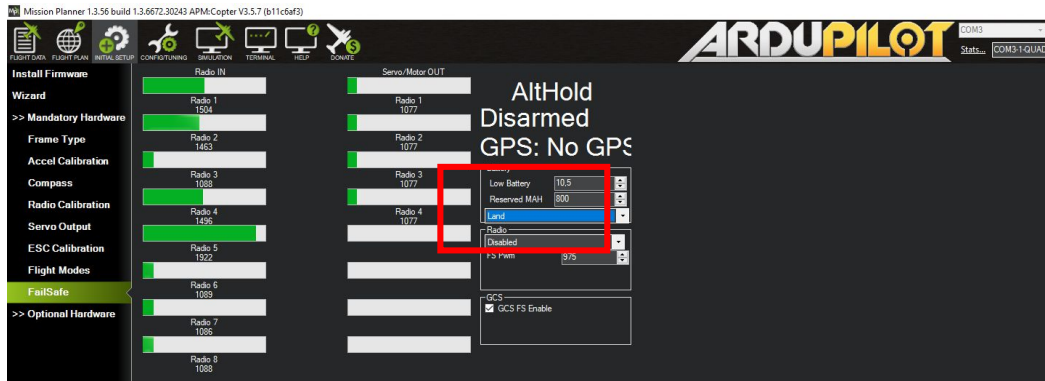 Mission Planner 1.3.56 build 1.3.6672.30243 APM:Copter V3.5.7 (b11c6af3)
FLIGHT DATA FLIGHT PLAN INITIAL SETUP CONFIG/TUNING SIMULATION TERMINAL HELP DONATE
ARDUPILOT
COM3
Stats... COM3-1-QUAD
Install Firmware
Wizard
>> Mandatory Hardware
Frame Type
Accel Calibration
Compass
Radio Calibration
Servo Output
ESC Calibration
Flight Modes
FailSafe
>> Optional Hardware
Radio IN
Radio 1
1504
Radio 2
1463
Radio 3
1088
Radio 4
1496
Radio 5
1922
Radio 6
1089
Radio 7
1086
Radio 8
1088
Servo/Motor OUT
Radio 1
1077
Radio 2
1077
Radio 3
1077
Radio 4
1077
AltHold
Disarmed
GPS: No GPS
Battery
Low Battery 10,5
Reserved MAH 800
Land
Radio
Disabled
FS Pwm 975
GCS
GCS FS Enable